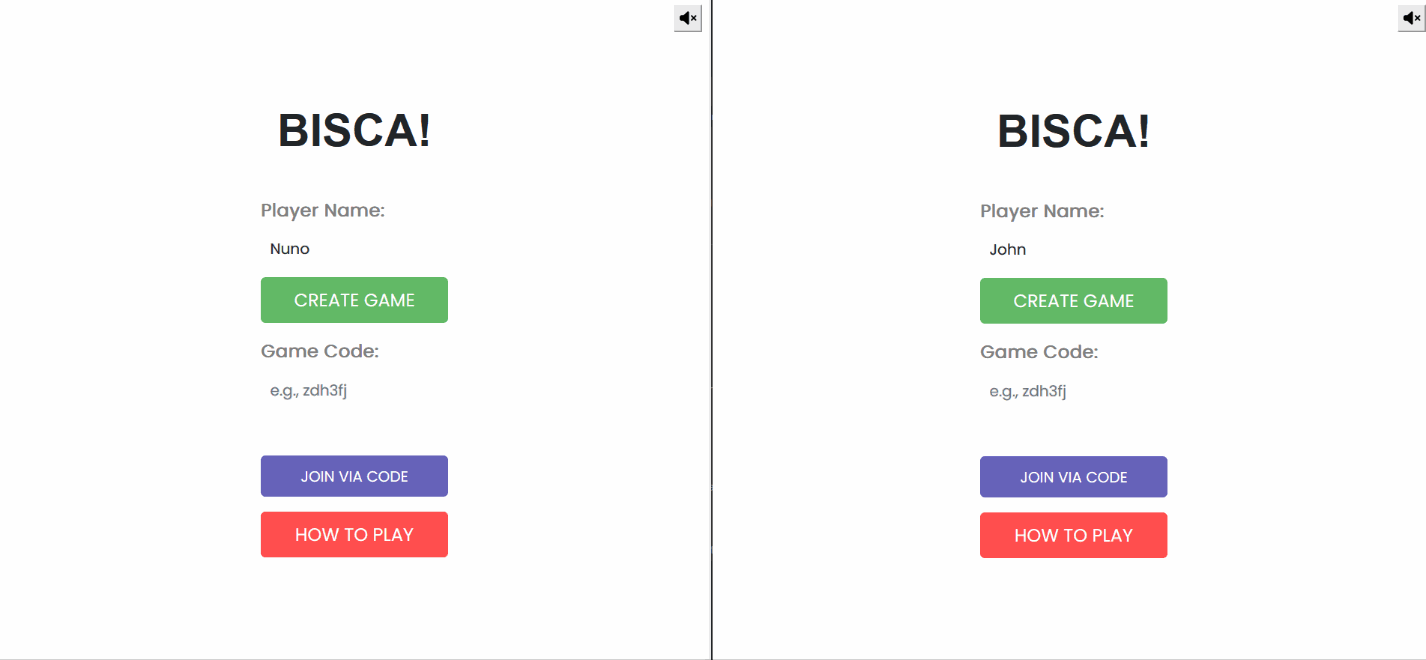 BISCA!
Player Name:
Nuno
CREATE GAME
Game Code:
e.g., zdh3fj
JOIN VIA CODE
HOW TO PLAY
BISCA!
Player Name:
John
CREATE GAME
Game Code:
e.g., zdh3fj
JOIN VIA CODE
HOW TO PLAY